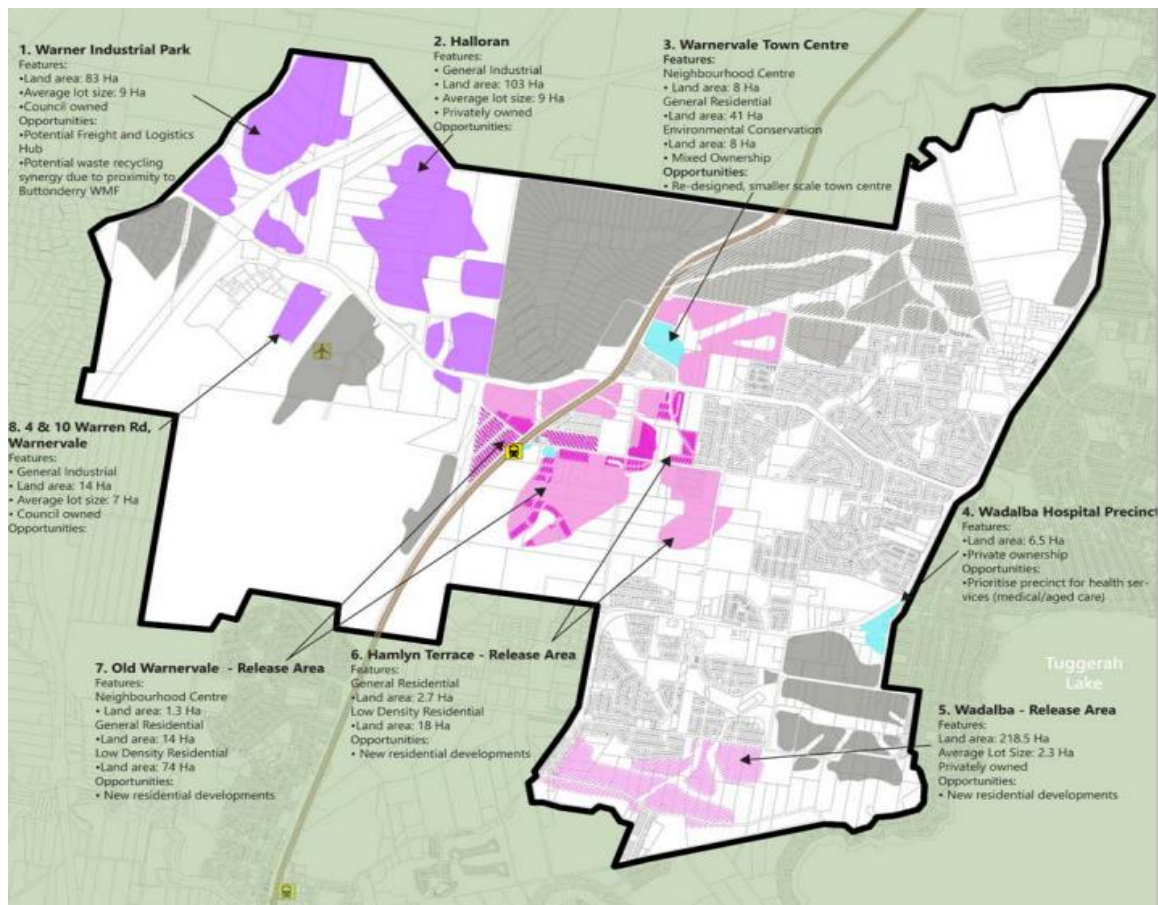 1. Warner Industrial Park
Features:
•Land area: 83 Ha
•Average lot size: 9 Ha
•Council owned
Opportunities:
•Potential Freight and Logistics
Hub
•Potential waste recycling
synergy due to proximity to
Buttonderry WMF
2. Halloran
Features:
• General Industrial
• Land area: 103 Ha
• Average lot size: 9 Ha
• Privately owned
Opportunities:
3. Warnervale Town Centre
Features:
Neighbourhood Centre
• Land area: 8 Ha
General Residential
•Land area: 41 Ha
Environmental Conservation
•Land area: 8 Ha
• Mixed Ownership
Opportunities:
• Re-designed, smaller scale town centre
8. 4 & 10 Warren Rd,
Warnervale
Features:
• General Industrial
• Land area: 14 Ha
• Average lot size: 7 Ha
• Council owned
Opportunities:
4. Wadalba Hospital Precinct
Features:
•Land area: 6.5 Ha
•Private ownership
Opportunities:
•Prioritise precinct for health ser-
vices (medical/aged care)
7. Old Warnervale - Release Area
Features:
Neighbourhood Centre
• Land area: 1.3 Ha
General Residential
•Land area: 14 Ha
Low Density Residential
•Land area: 74 Ha
Opportunities:
• New residential developments
6. Hamlyn Terrace - Release Area
Features:
General Residential
•Land area: 2.7 Ha
Low Density Residential
•Land area: 18 Ha
Opportunities:
• New residential developments
Tuggerah
Lake
5. Wadalba - Release Area
Features:
Land area: 218.5 Ha
Average Lot Size: 2.3 Ha
Privately owned
Opportunities:
• New residential developments